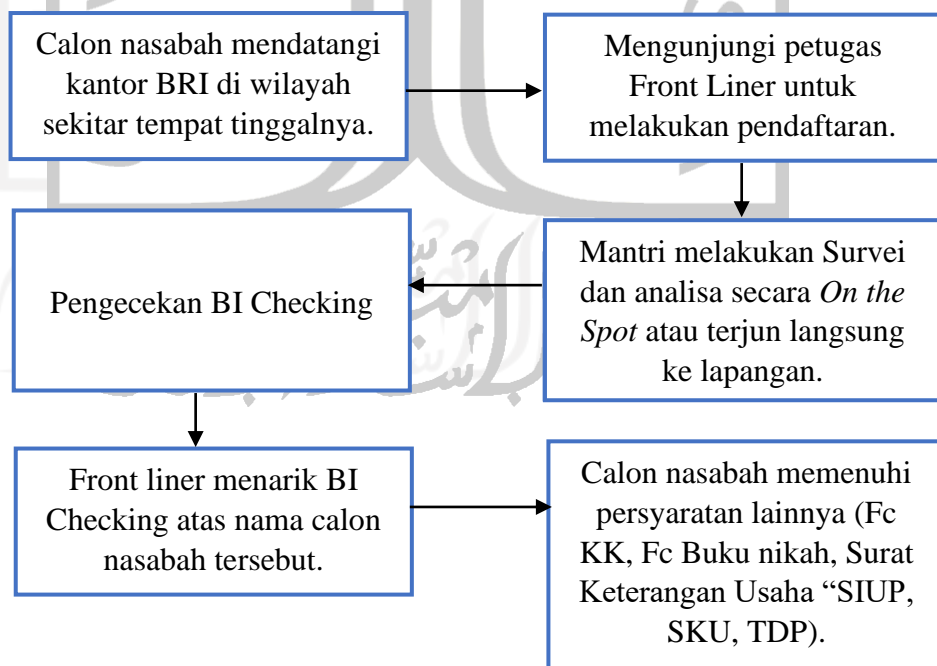 Calon nasabah mendatangi
kantor BRI di wilayah
sekitar tempat tinggalnya.
Mengunjungi petugas
Front Liner untuk
melakukan pendaftaran.
Mantri melakukan Survei
dan analisa secara On the
Spot atau terjun langsung
ke lapangan.
Pengecekan BI Checking
Front liner menarik BI
Checking atas nama calon
nasabah tersebut.
Calon nasabah memenuhi
persyaratan lainnya (Fc
KK, Fc Buku nikah, Surat
Keterangan Usaha “SIUP,
SKU, TDP).